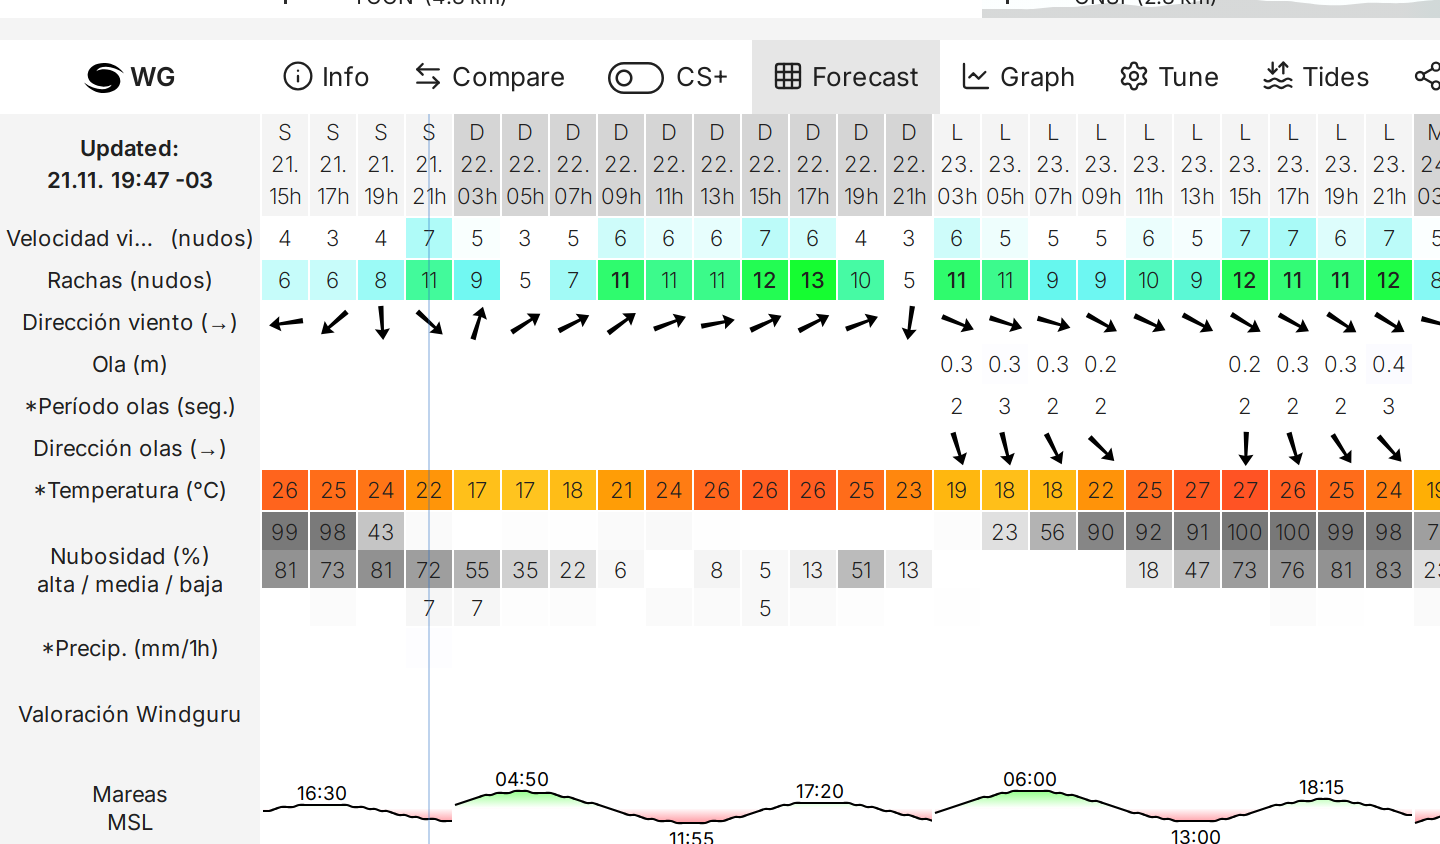 WG Info Compare CS+ Forecast Graph Tune Tides
Updated:
21.11. 19:47 -03
S S S S D D D D D D D D D D L L L L L L L L L L
21. 21. 21. 21. 22. 22. 22. 22. 22. 22. 22. 22. 22. 22. 23. 23. 23. 23. 23. 23. 23. 23. 23. 23.
15h 17h 19h 21h 03h 05h 07h 09h 11h 13h 15h 17h 19h 21h 03h 05h 07h 09h 11h 13h 15h 17h 19h 21h
Velocidad vi... (nudos) 4 3 4 7 5 3 5 6 6 6 7 6 4 3 6 5 5 5 6 5 7 7 6 7 5
Rachas (nudos) 6 6 8 11 9 5 7 11 11 11 12 13 10 5 11 11 9 9 10 9 12 11 11 12 8
Dirección viento (→)
Ola (m) 0.3 0.3 0.3 0.2 0.2 0.3 0.3 0.4
*Período olas (seg.) 2 3 2 2 2 2 2 3
Dirección olas (→)
*Temperatura (°C) 26 25 24 22 17 17 18 21 24 26 26 26 25 23 19 18 18 22 25 27 27 26 25 24 19
99 98 43 23 56 90 92 91 100 100 99 98
Nubosidad (%)
81 73 81 72 55 35 22 6 8 5 13 51 13 18 47 73 76 81 83
alta / media / baja
7 7 5
*Precip. (mm/1h)
Valoración Windguru
Mareas
MSL
16:30 04:50 11:55 17:20 06:00 13:00 18:15